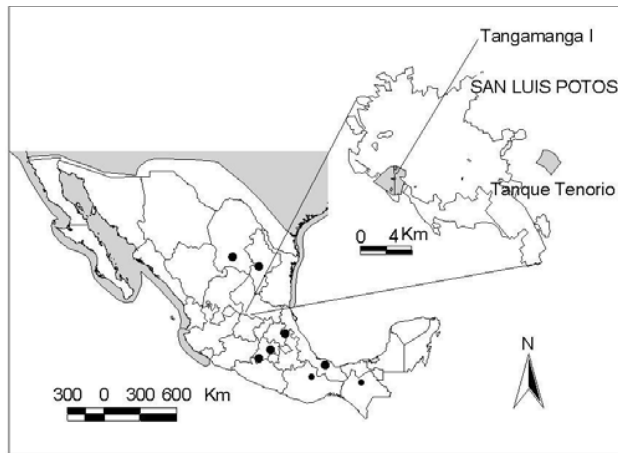 Tangamanga I
SAN LUIS POTOS
Tanque Tenorio
0 4 Km
N
300 0 300 600 Km